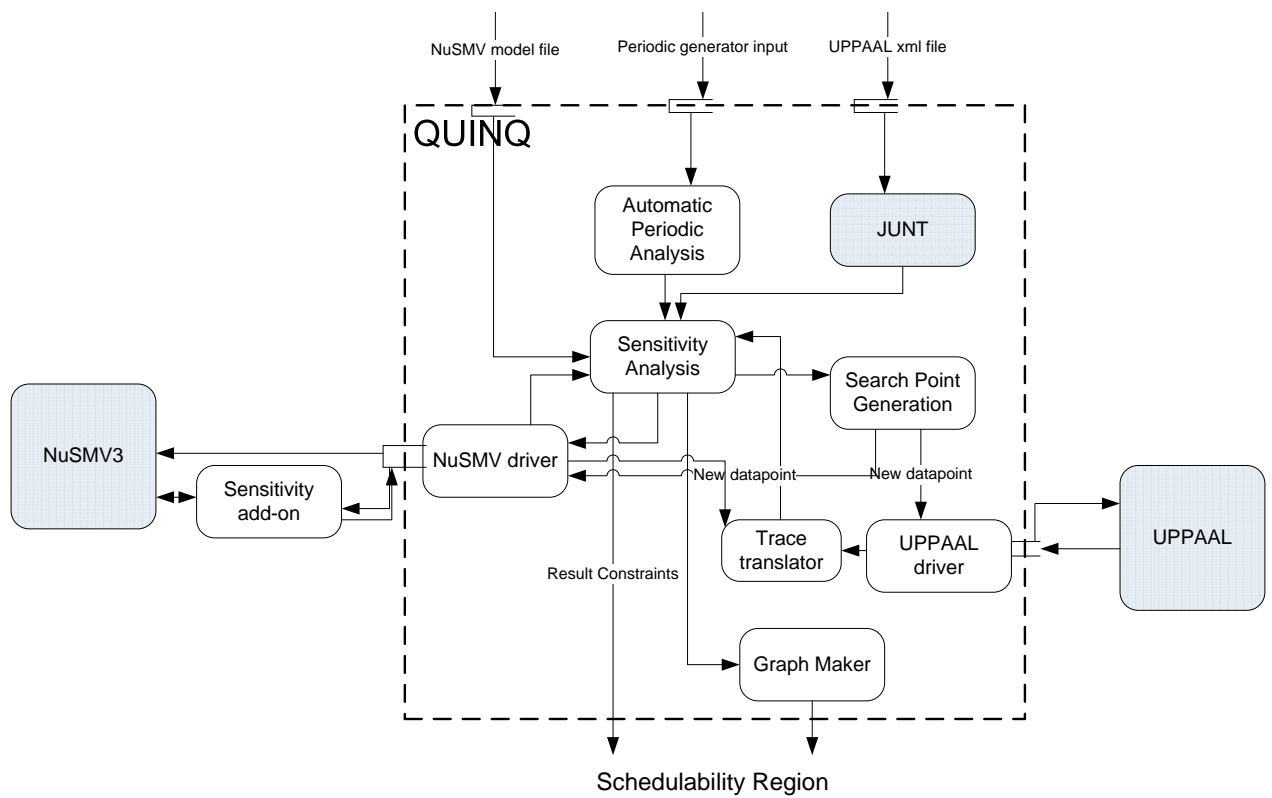 NuSMV model file
Periodic generator input
UPPAAL xml file
QUINQ
Automatic
Periodic
Analysis
JUNT
Sensitivity
Analysis
Search Point
Generation
NuSMV3
NuSMV driver
Sensitivity
add-on
New datapoint
New datapoint
Trace
translator
UPPAAL
driver
UPPAAL
Result Constraints
Graph Maker
Schedulability Region